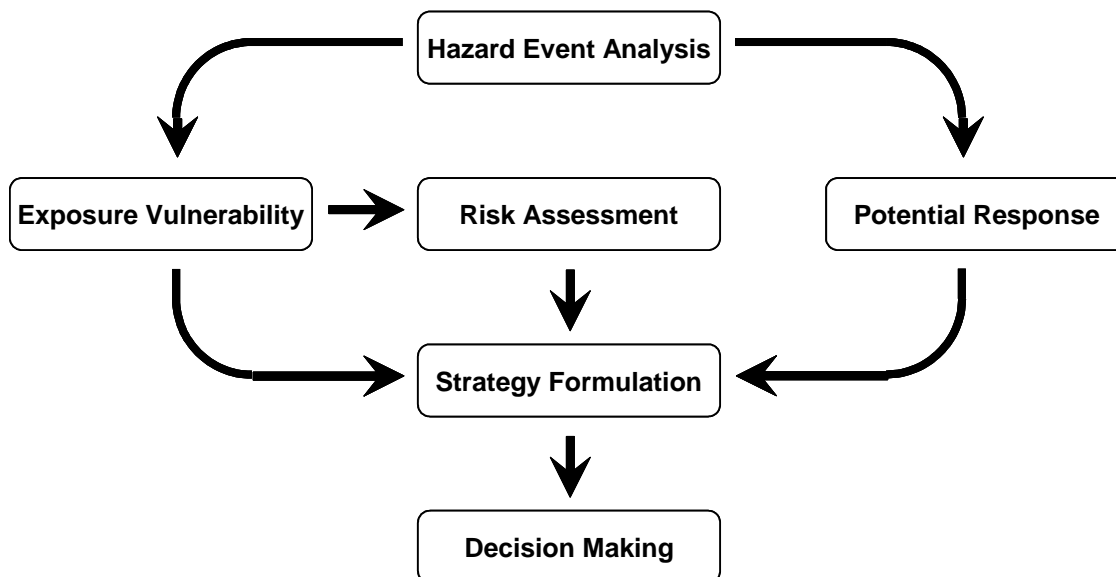 Hazard Event Analysis
Exposure Vulnerability
Risk Assessment
Potential Response
Strategy Formulation
Decision Making